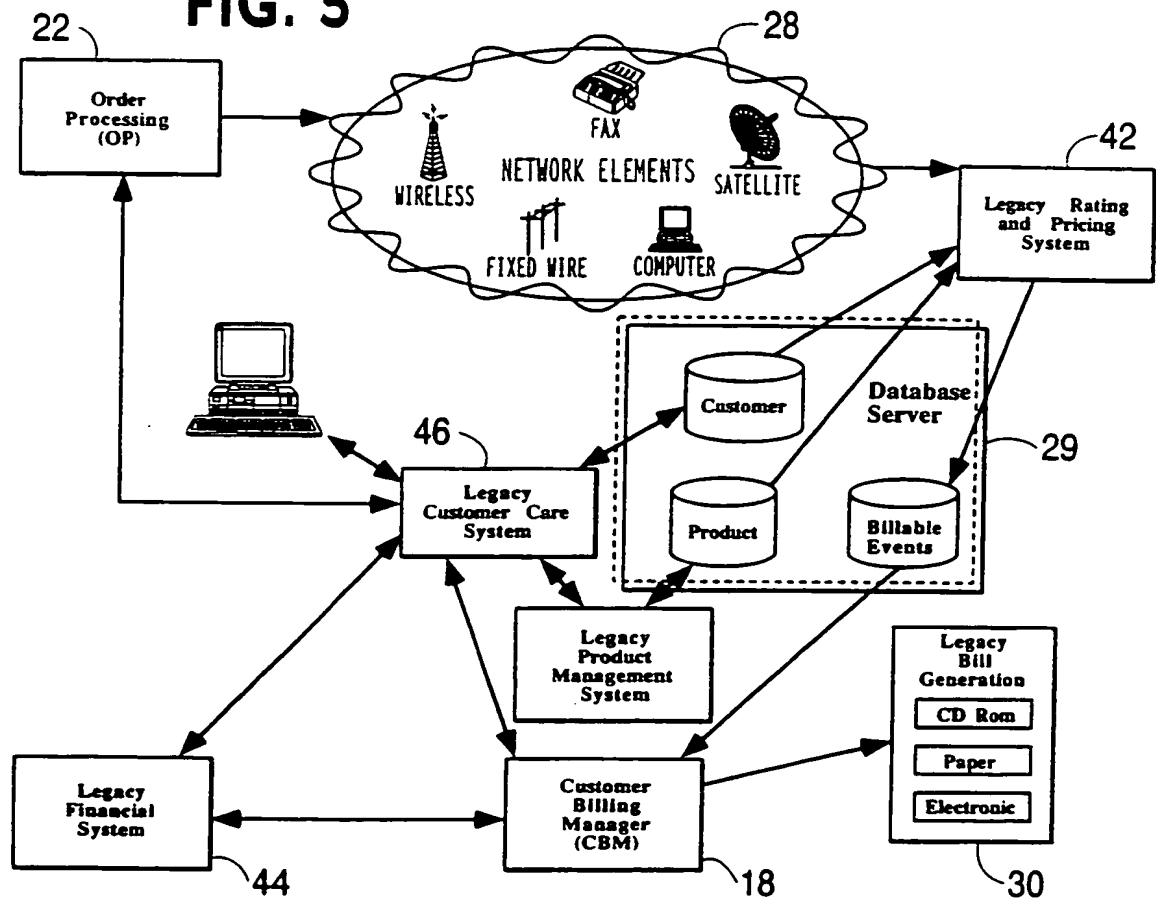 FIG. 5
22
28
Order
Processing
(OP)
FAX
WIRELESS
NETWORK ELEMENTS
SATELLITE
FIXED WIRE
COMPUTER
42
Legacy Rating
and Pricing
System
Customer
Database
Server
29
46
Legacy
Customer Care
System
Product
Billable
Events
Legacy
Product
Management
System
Legacy
Bill
Generation
CD Rom
Paper
Electronic
30
Legacy
Financial
System
44
Customer
Billing
Manager
(CBM)
18